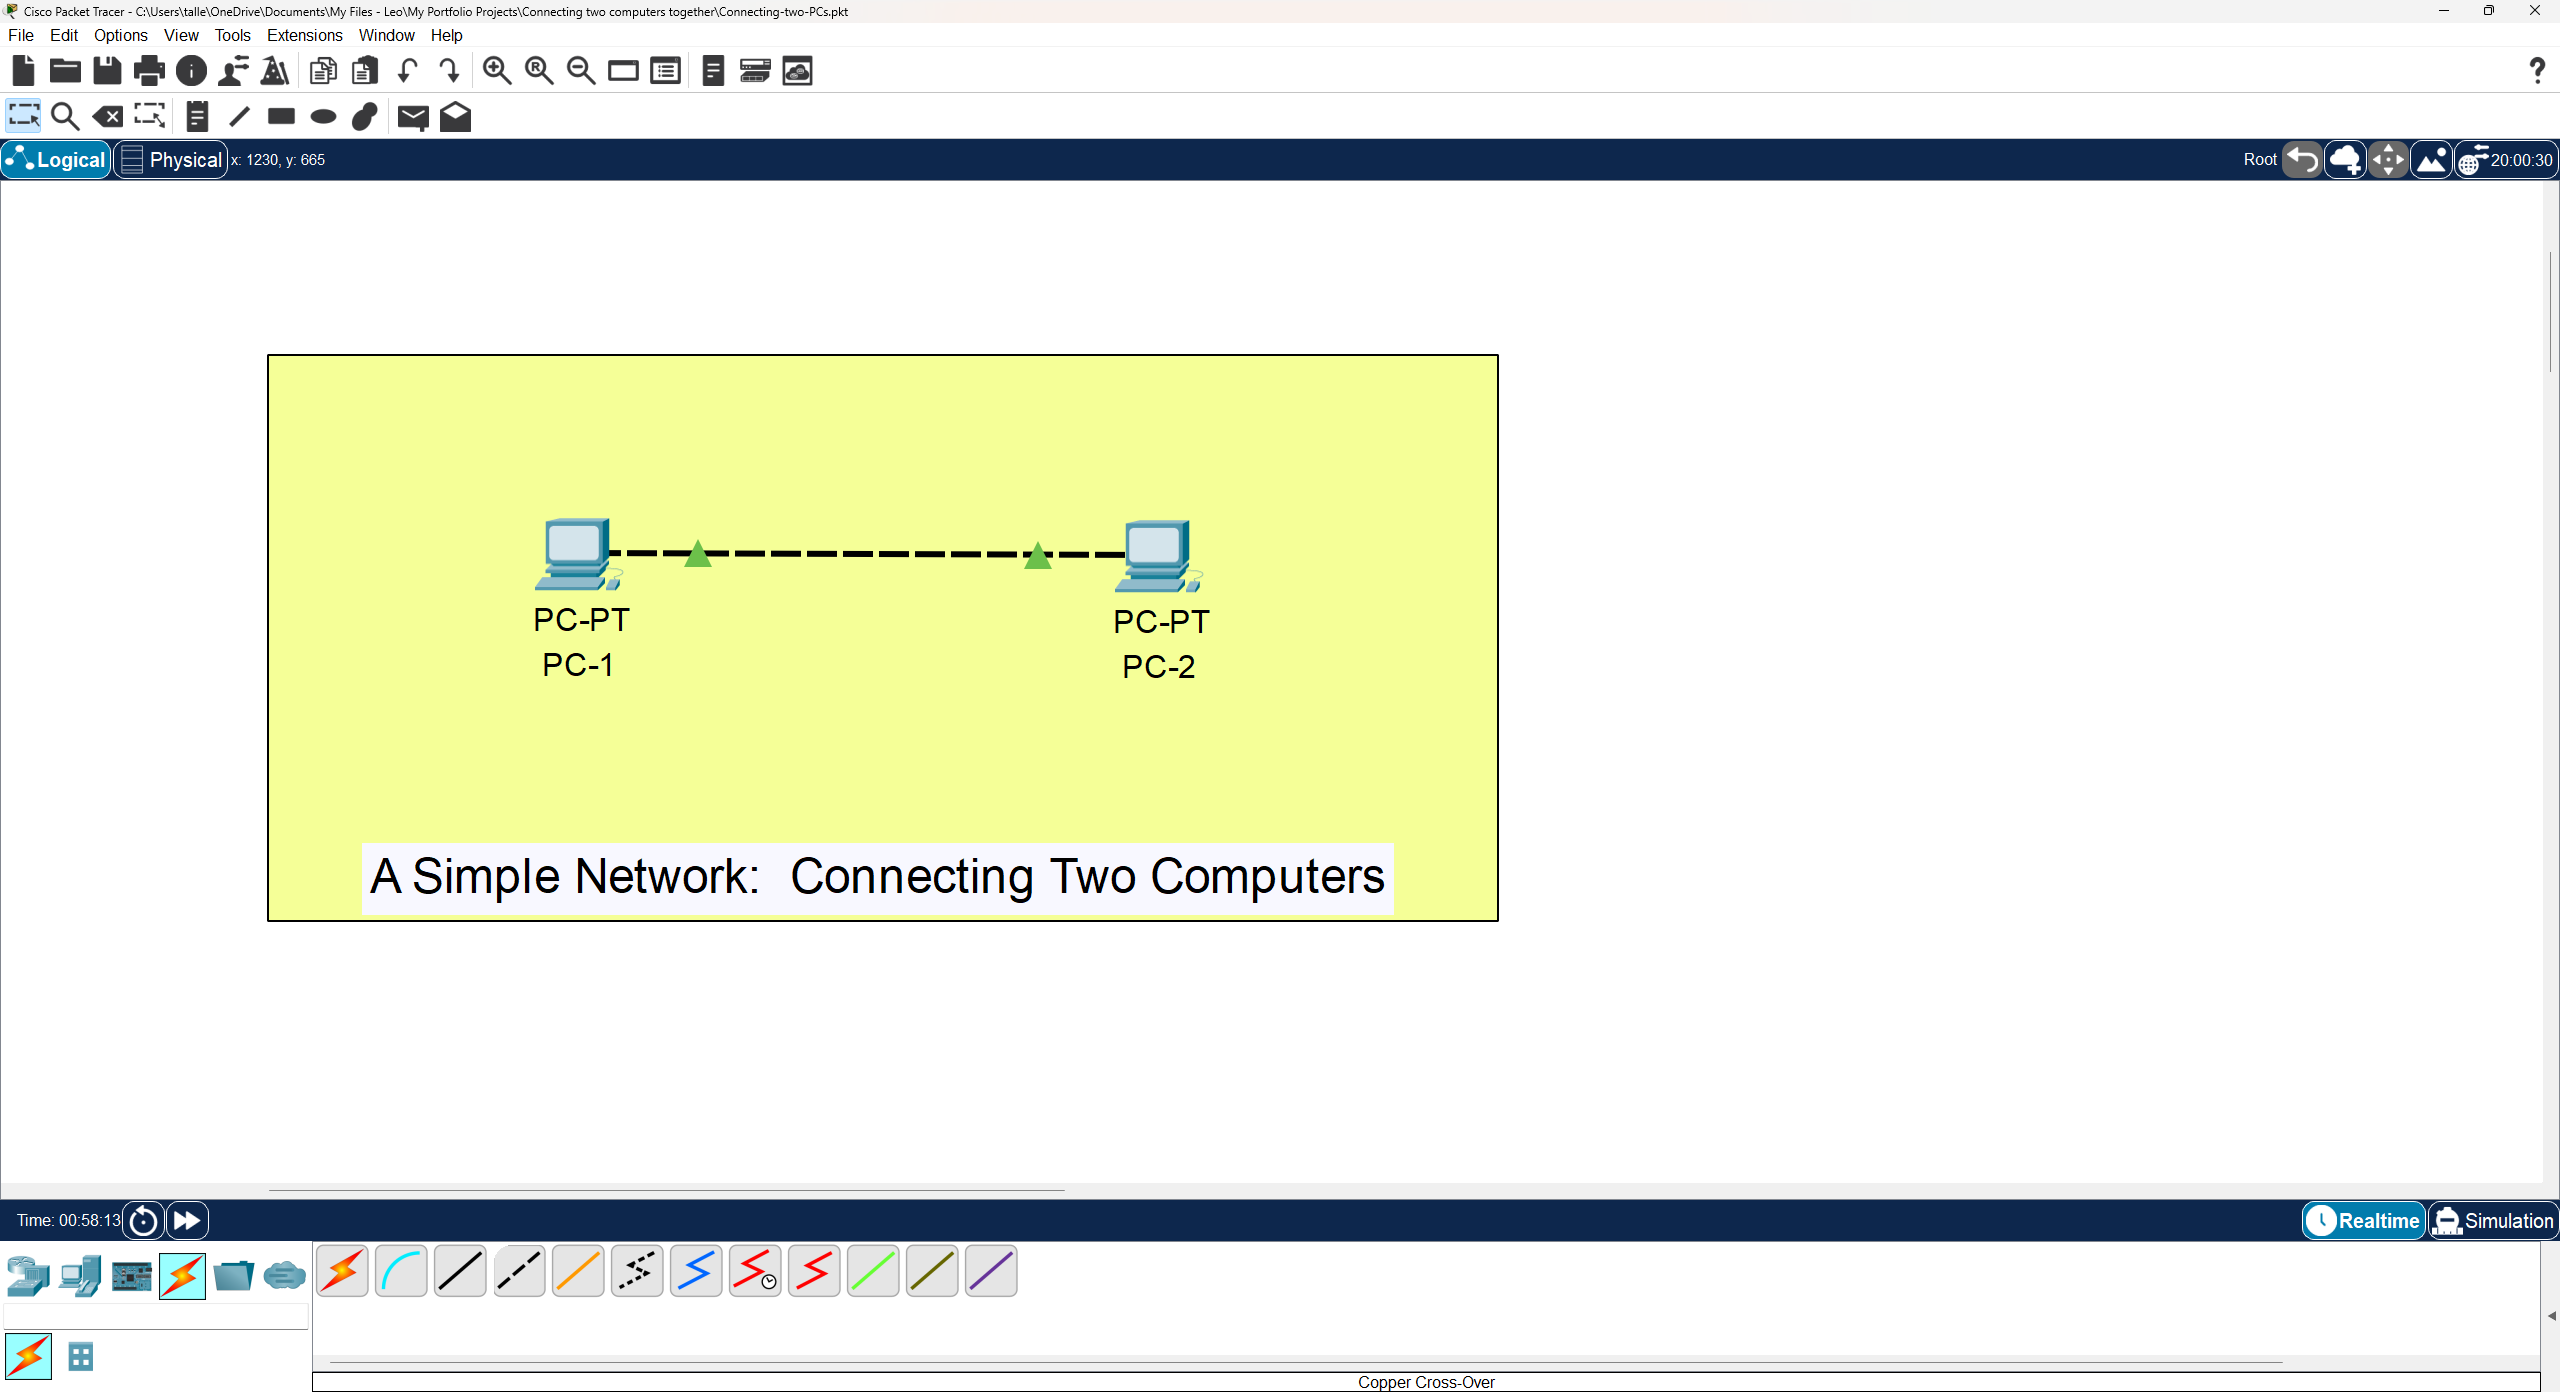 Cisco Packet Tracer - C:\Users\talle\OneDrive\Documents\My Files - Leo\My Portfolio Projects\Connecting two computers together\Connecting-two-PCs.pkt
File Edit Options View Tools Extensions Window Help
Logical Physical x: 1230, y: 665 Root 20:00:30
PC-PT
PC-1
PC-PT
PC-2
A Simple Network:  Connecting Two Computers
Time: 00:58:13 Realtime Simulation
Copper Cross-Over